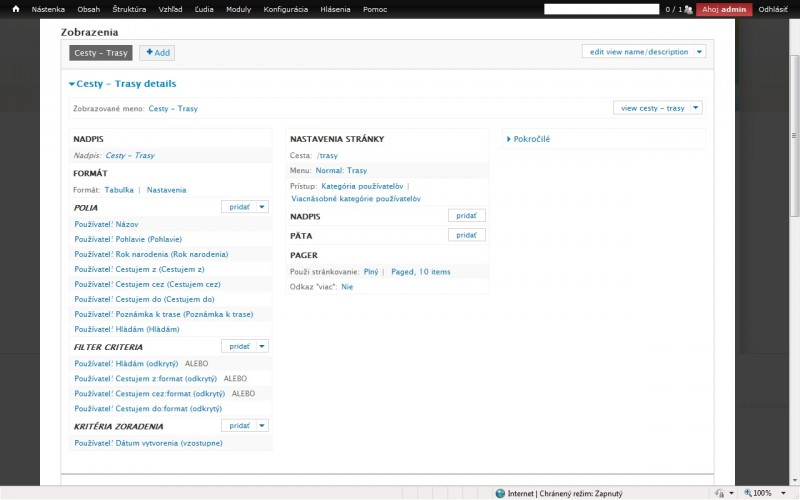 Nástenka Obsah Štruktúra Vzhľad Ľudia Moduly Konfigurácia Hlásenia Pomoc 0 / 1 Ahoj admin Odhlásiť
Zobrazenia
Cesty - Trasy Add edit view name/description
Cesty - Trasy details
Zobrazované meno: Cesty - Trasy view cesty - trasy
NADPIS
Nadpis: Cesty - Trasy
FORMÁT
Formát: Tabulka | Nastavenia
POLIA pridať
Používateľ: Názov
Používateľ: Pohlavie (Pohlavie)
Používateľ: Rok narodenia (Rok narodenia)
Používateľ: Cestujem z (Cestujem z)
Používateľ: Cestujem cez (Cestujem cez)
Používateľ: Cestujem do (Cestujem do)
Používateľ: Poznámka k trase (Poznámka k trase)
Používateľ: Hľadám (Hľadám)
FILTER CRITERIA pridať
Používateľ: Hľadám (odkrytý) ALEBO
Používateľ: Cestujem z:format (odkrytý) ALEBO
Používateľ: Cestujem cez:format (odkrytý) ALEBO
Používateľ: Cestujem do:format (odkrytý)
KRITÉRIA ZORADENIA pridať
Používateľ: Dátum vytvorenia (vzostupne)
NASTAVENIA STRÁNKY
Cesta: /trasy
Menu: Normal: Trasy
Prístup: Kategória používateľov |
Viacnásobné kategórie používateľov
NADPIS pridať
PÄTA pridať
PAGER
Použi stránkovanie: Plný | Paged, 10 items
Odkaz "viac": Nie
Pokročilé
Internet | Chránený režim: Zapnutý 100%